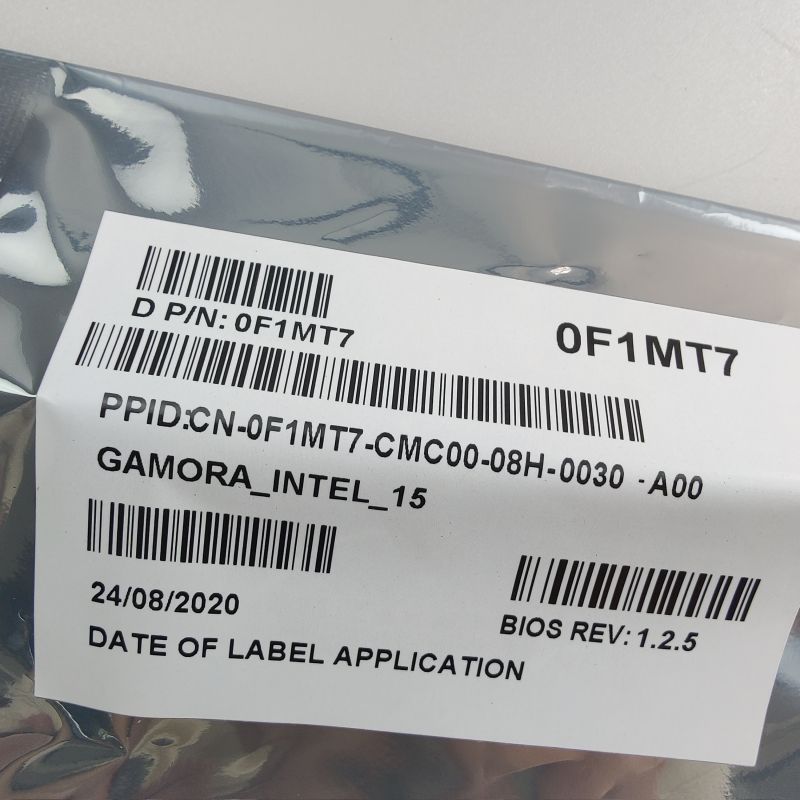 D P/N: 0F1MT7
0F1MT7
PPID:CN-0F1MT7-CMC00-08H-0030 -A00
GAMORA_INTEL_15
24/08/2020
BIOS REV: 1.2.5
DATE OF LABEL APPLICATION